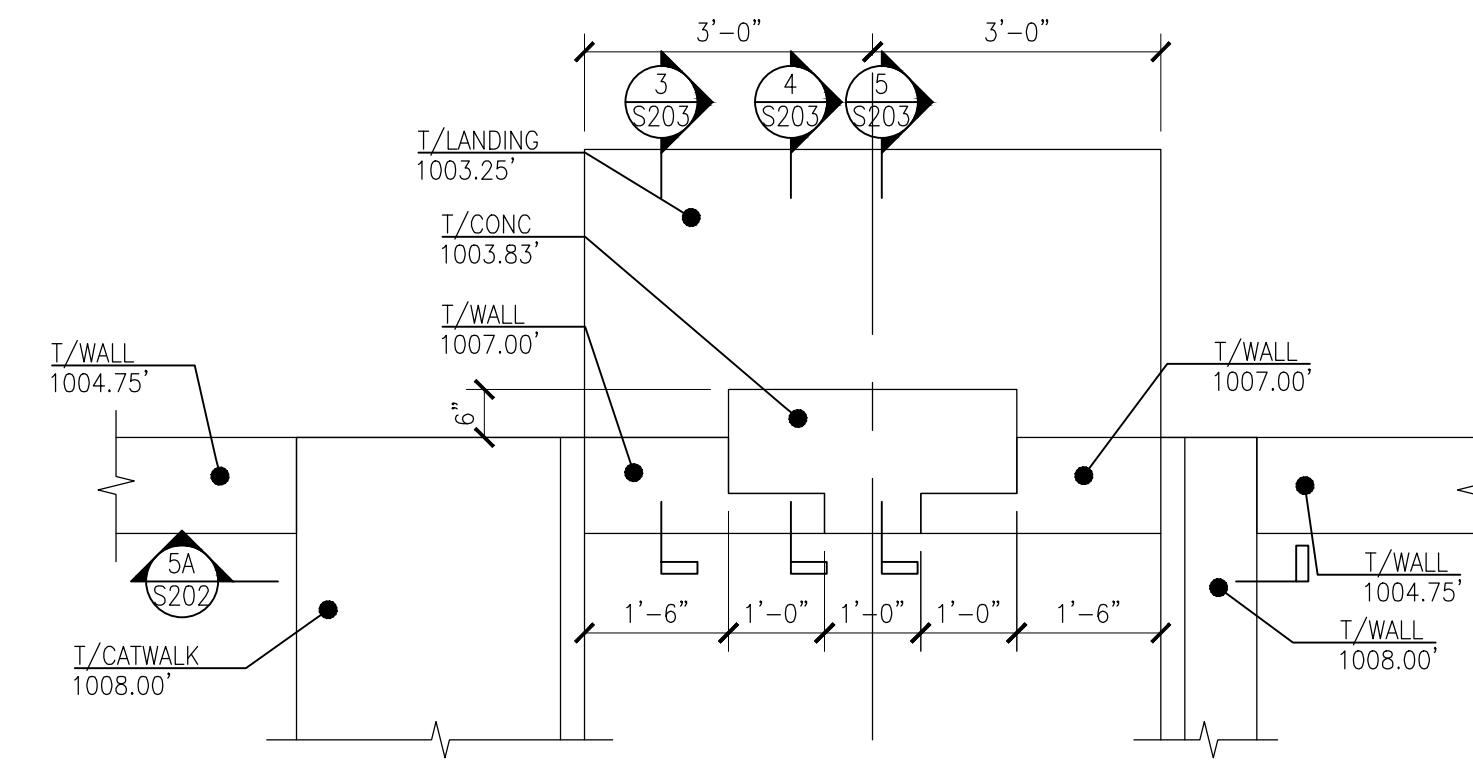 3'-0"
3'-0"
3
S203
4
S203
5
S203
T/LANDING
1003.25'
T/CONC
1003.83'
T/WALL
1007.00'
T/WALL
1004.75'
T/WALL
1007.00'
6"
5A
S202
T/WALL
1004.75'
1'-6"
1'-0"
1'-0"
1'-0"
1'-6"
T/WALL
1008.00'
T/CATWALK
1008.00'